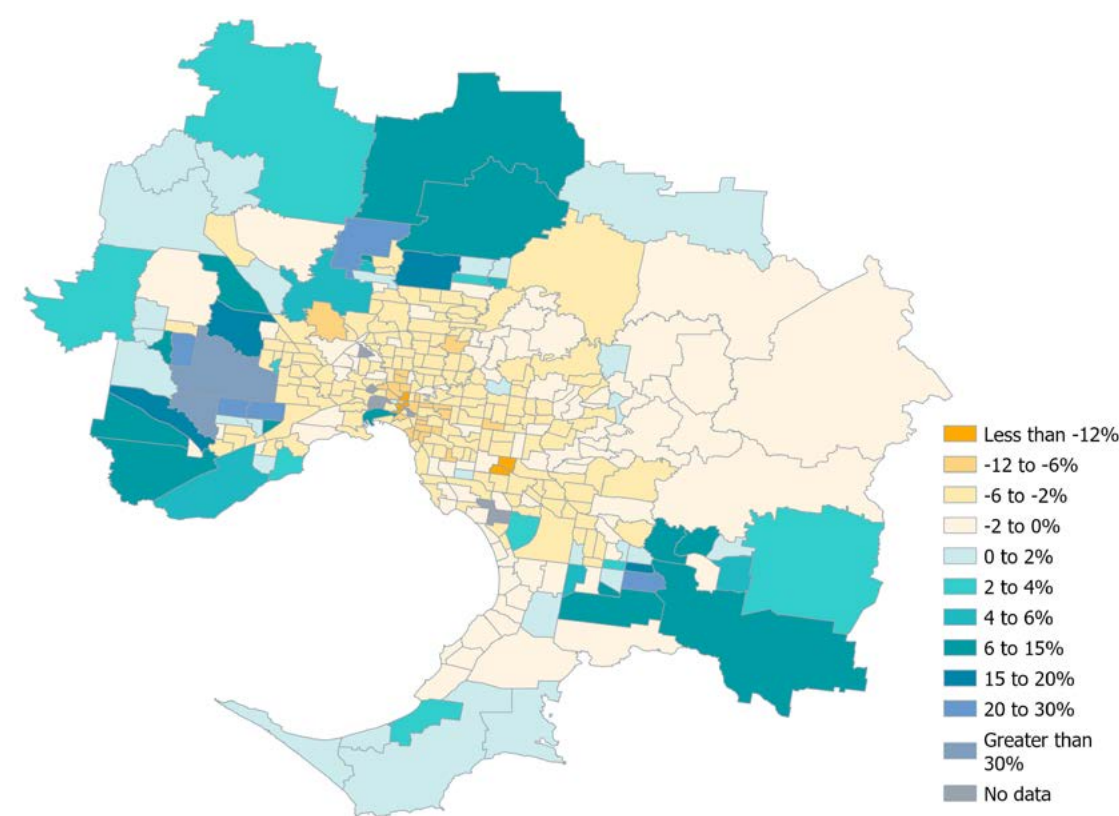 Less than -12%
-12 to -6%
-6 to -2%
-2 to 0%
0 to 2%
2 to 4%
4 to 6%
6 to 15%
15 to 20%
20 to 30%
Greater than
30%
No data